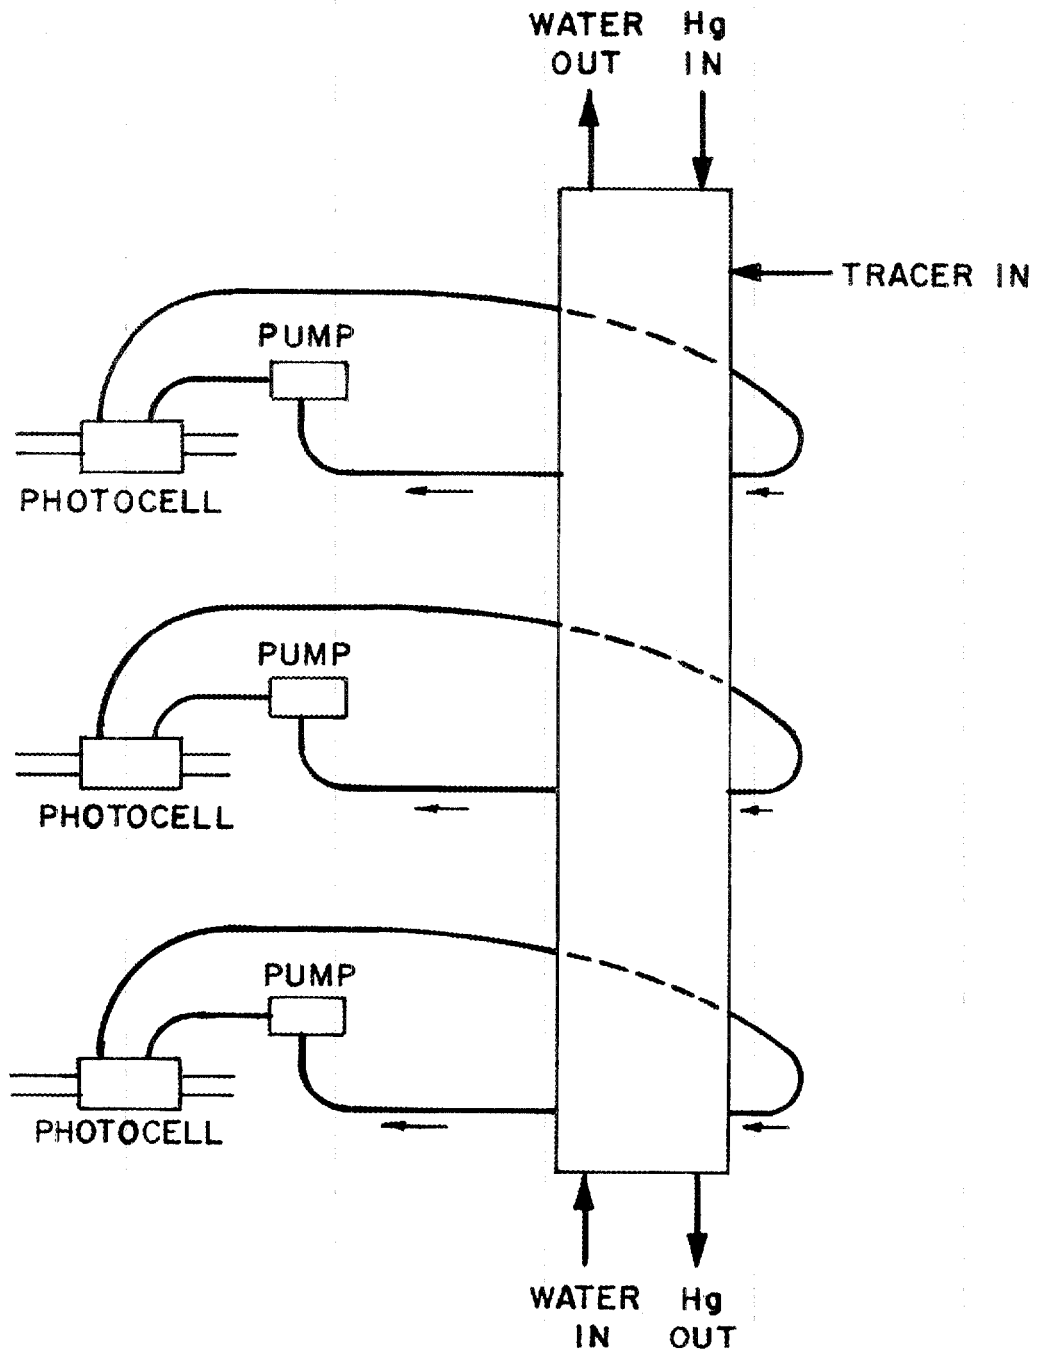 WATER Hg
OUT IN
TRACER IN
PUMP
PHOTOCELL
PUMP
PHOTOCELL
PUMP
PHOTOCELL
WATER Hg
IN OUT